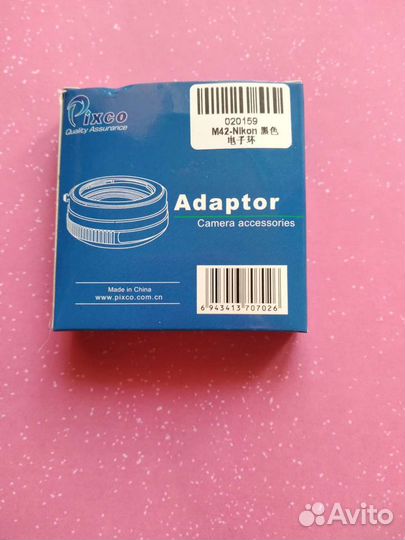 Pixco
Quality Assurance
020159
M42-Nikon 黑色
电子环
Adaptor
Camera accessories
Made in China
www.pixco.com.cn
6 943413 707026
Avito